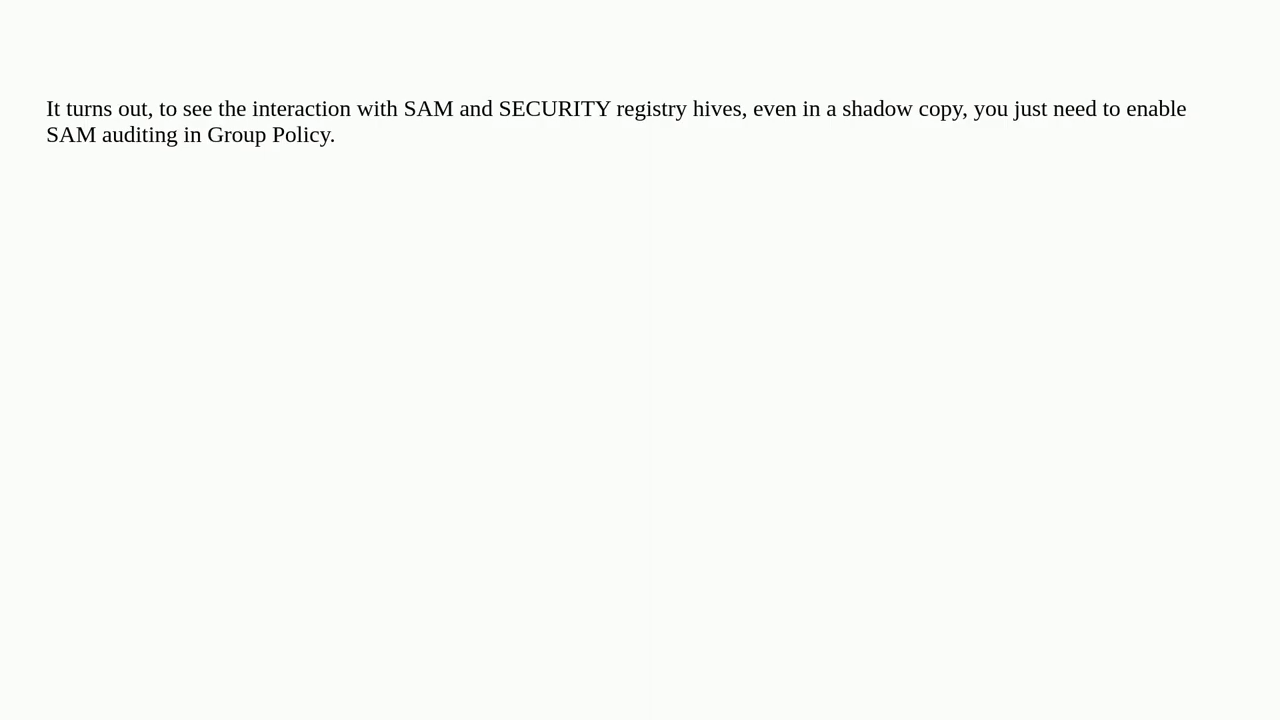 It turns out, to see the interaction with SAM and SECURITY registry hives, even in a shadow copy, you just need to enable
SAM auditing in Group Policy.